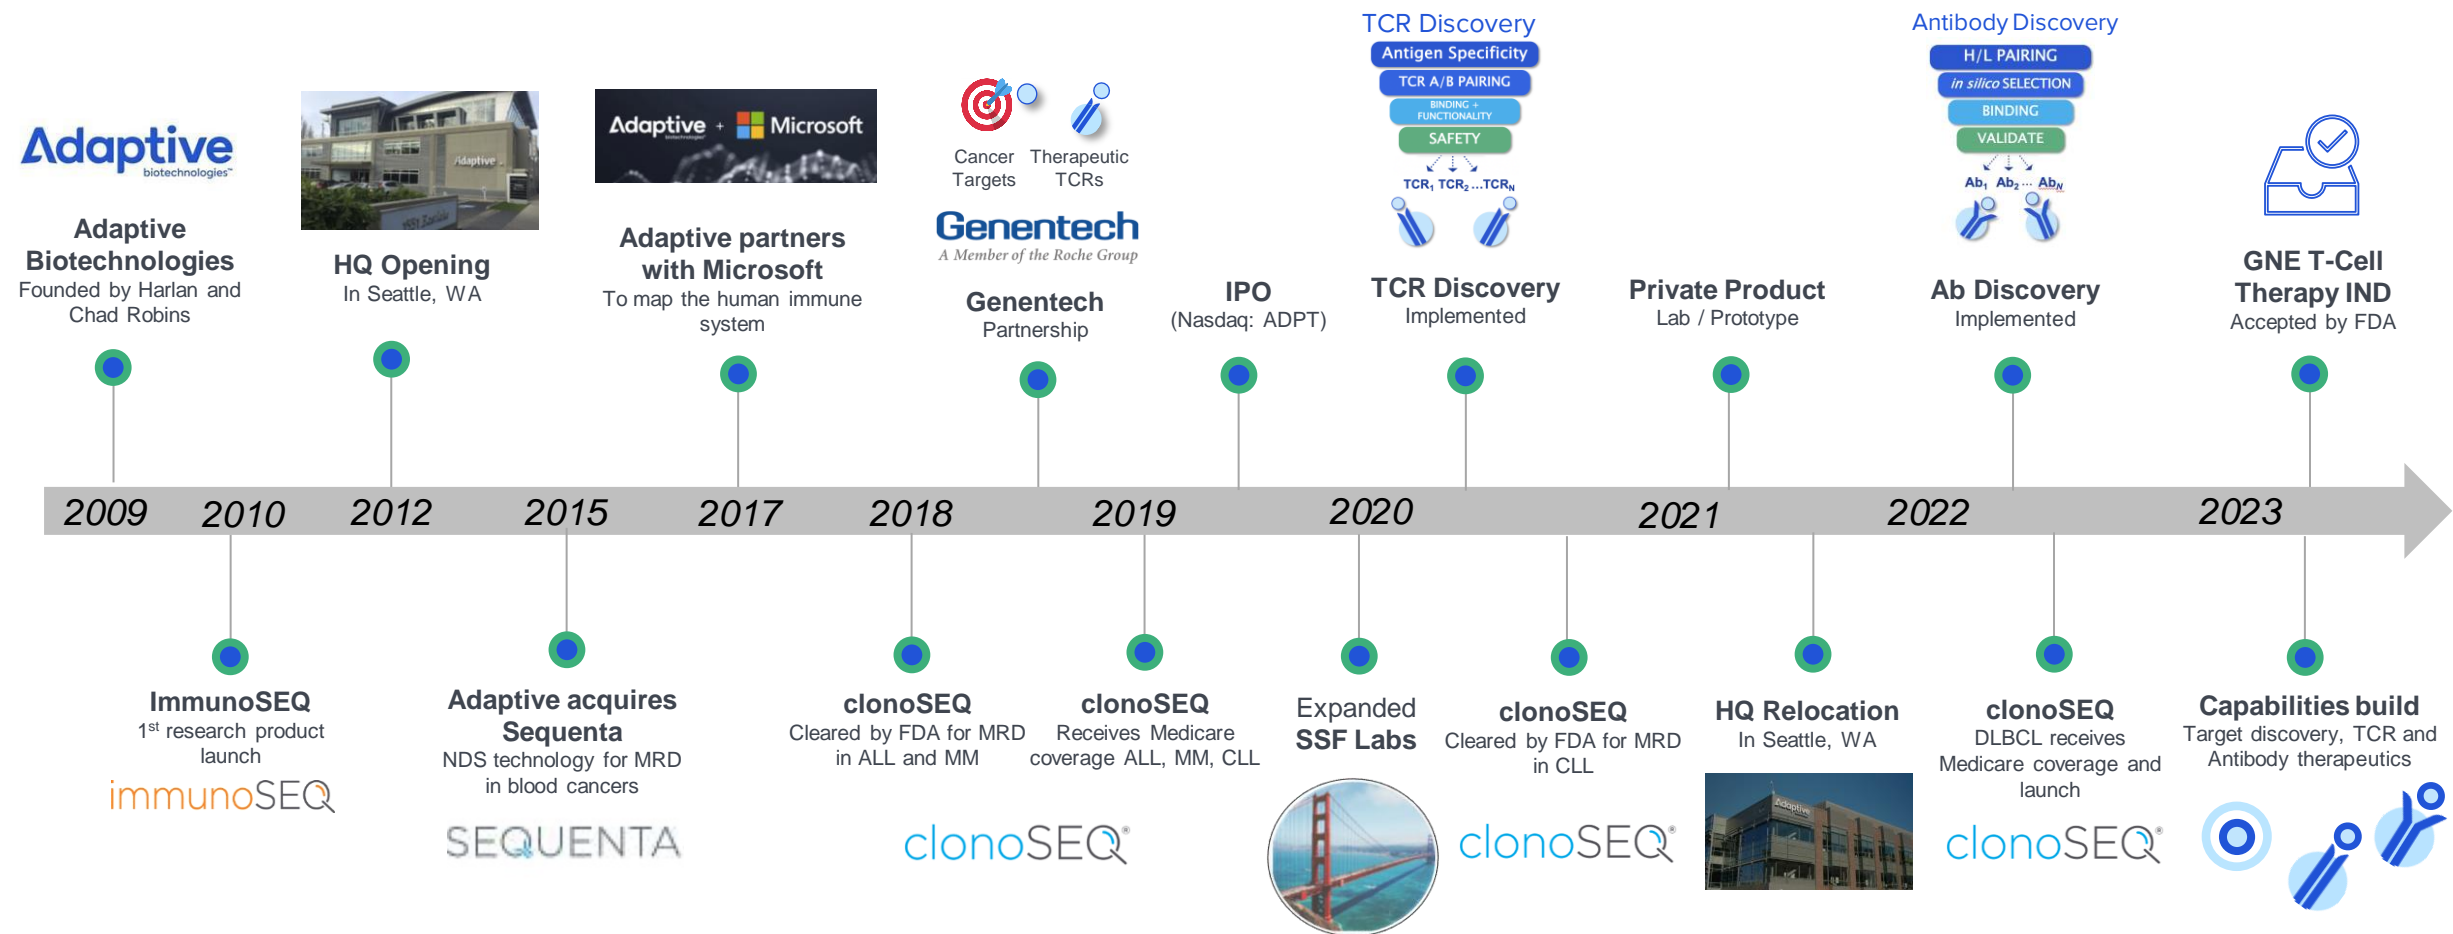 TCR Discovery
Antigen Specificity
TCR A/B PAIRING
BINDING +
FUNCTIONALITY
SAFETY
TCR1 TCR2 ...TCRN
Antibody Discovery
H/L PAIRING
in silico SELECTION
BINDING
VALIDATE
Ab1 Ab2 ... AbN
Adaptive
biotechnologies™
Adaptive
Biotechnologies
Founded by Harlan and
Chad Robins
Adaptive
HQ Opening
In Seattle, WA
Adaptive + Microsoft
biotechnologies
Adaptive partners
with Microsoft
To map the human immune
system
Cancer
Targets
Therapeutic
TCRs
Genentech
A Member of the Roche Group
Genentech
Partnership
IPO
(Nasdaq: ADPT)
TCR Discovery
Implemented
Private Product
Lab / Prototype
Ab Discovery
Implemented
GNE T-Cell
Therapy IND
Accepted by FDA
2009 2010 2012 2015 2017 2018 2019 2020 2021 2022 2023
ImmunoSEQ
1st research product
launch
immunoSEQ
Adaptive acquires
Sequenta
NDS technology for MRD
in blood cancers
SEQUENTA
clonoSEQ
Cleared by FDA for MRD
in ALL and MM
clonoSEQ®
clonoSEQ
Receives Medicare
coverage ALL, MM, CLL
Expanded
SSF Labs
clonoSEQ
Cleared by FDA for MRD
in CLL
clonoSEQ®
HQ Relocation
In Seattle, WA
Adaptive
clonoSEQ
DLBCL receives
Medicare coverage and
launch
clonoSEQ®
Capabilities build
Target discovery, TCR and
Antibody therapeutics